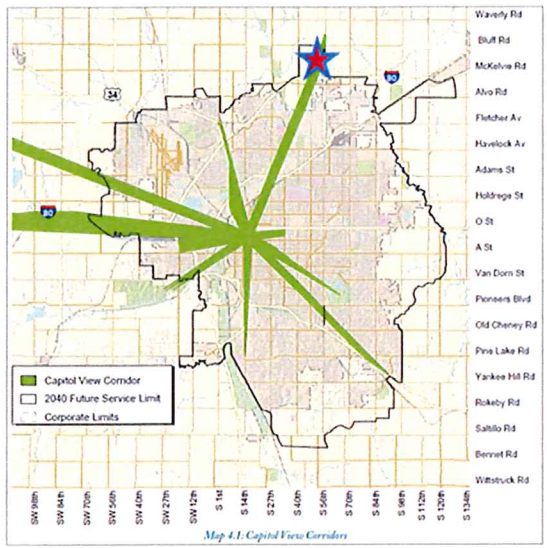 Waverly Rd
Bluff Rd
McKelvie Rd
80
Alvo Rd
34
Fletcher Av
Havelock Av
Adams St
Holdrege St
80
O St
A St
Van Dorn St
Pioneers Blvd
Old Cheney Rd
Pine Lake Rd
Yankee Hill Rd
Rokeby Rd
Saltillo Rd
Bennet Rd
Wittstruck Rd
Capitol View Corridor
2040 Future Service Limit
Corporate Limits
SW 98th
SW 84th
SW 70th
SW 56th
SW 40th
SW 27th
SW 12th
S 1st
S 14th
S 27th
S 40th
S 56th
S 70th
S 84th
S 98th
S 112th
S 120th
S 134th
Map 4.1: Capitol View Corridors